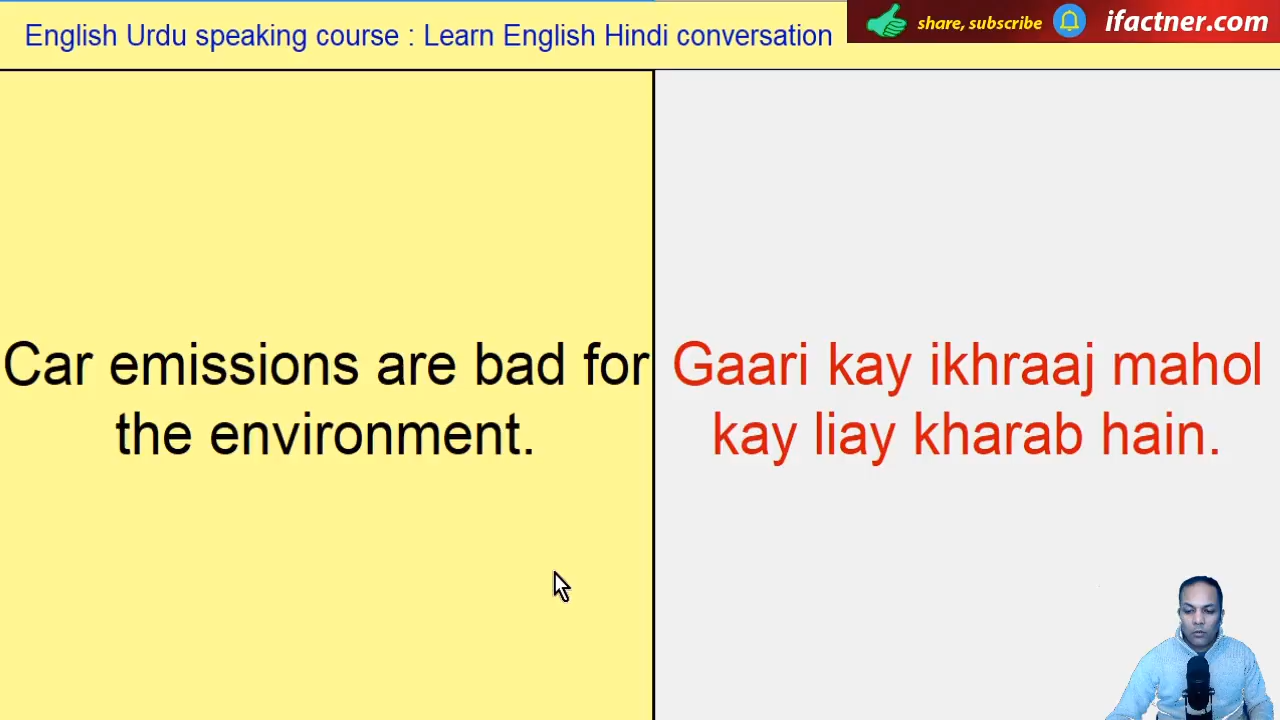 English Urdu speaking course : Learn English Hindi conversation
share, subscribe
ifactner.com
Car emissions are bad for
the environment.
Gaari kay ikhraaj mahol
kay liay kharab hain.